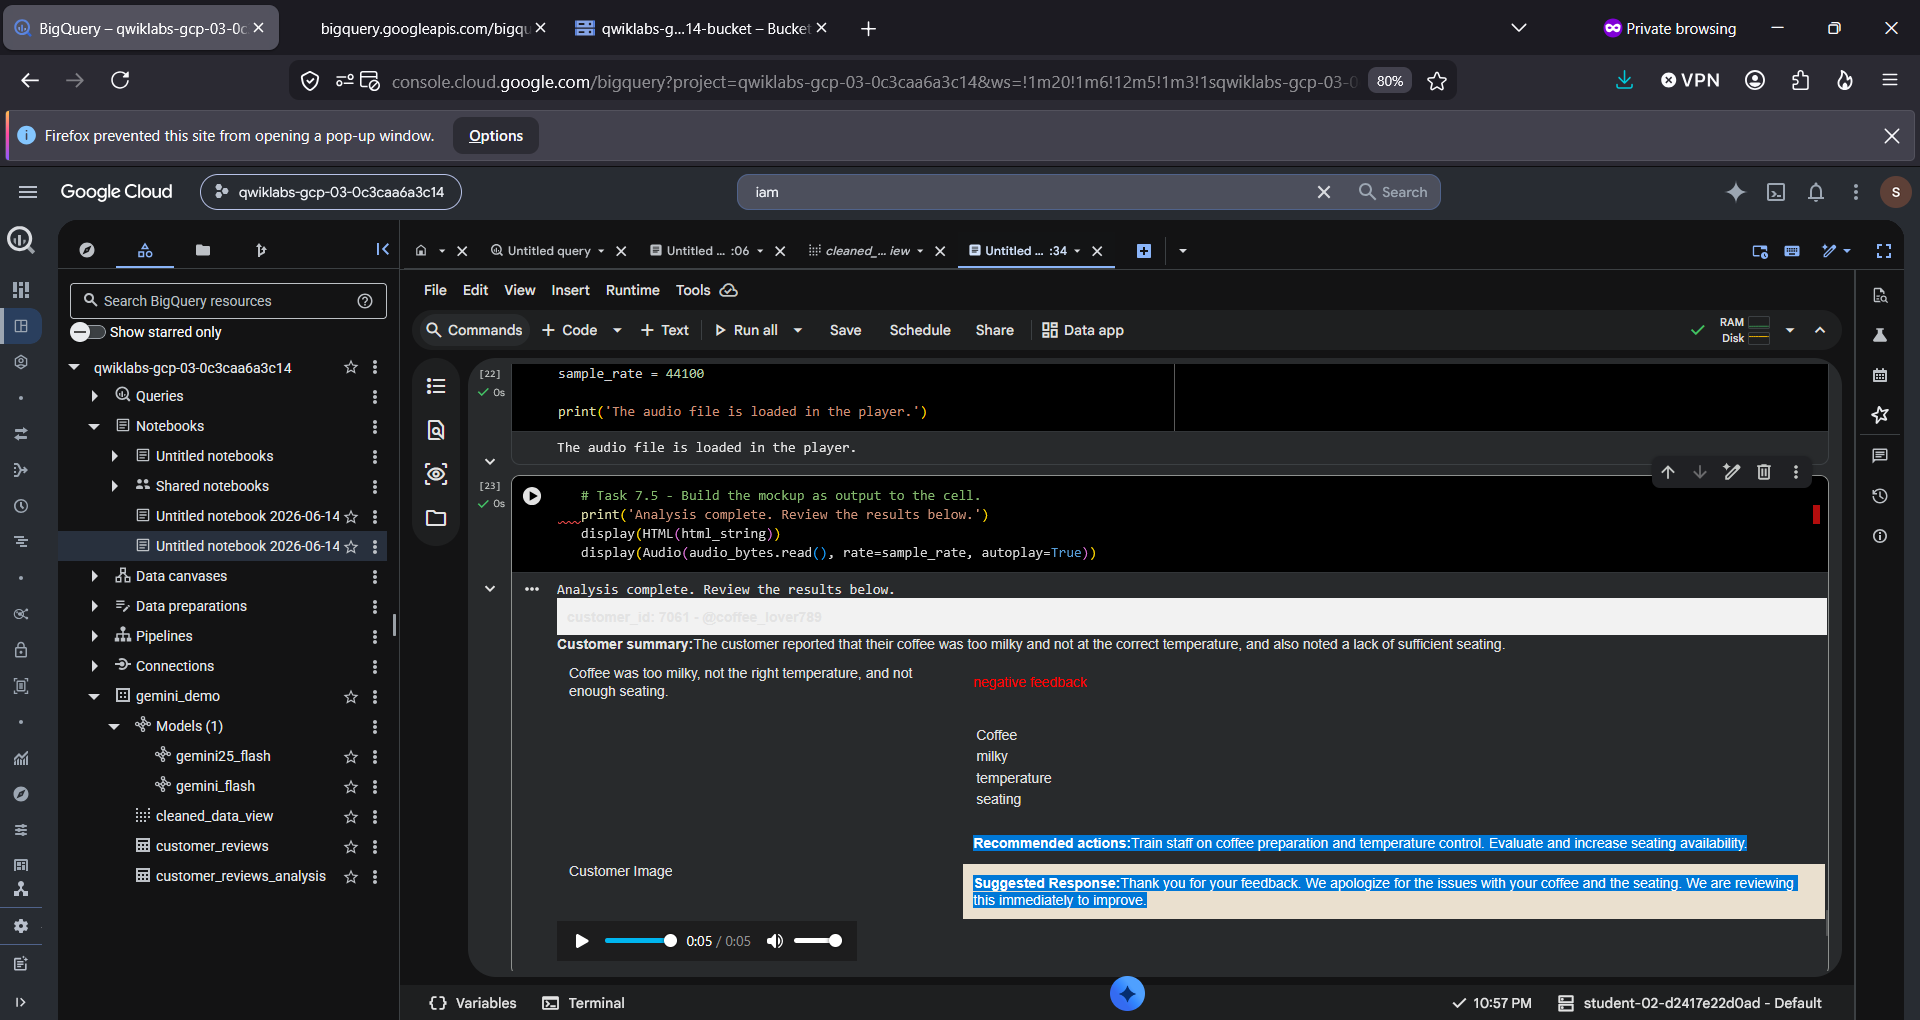 BigQuery – qwiklabs-gcp-03-0c
bigquery.googleapis.com/bigqu
qwiklabs-g...14-bucket – Bucket
Private browsing
console.cloud.google.com/bigquery?project=qwiklabs-gcp-03-0c3caa6a3c14&ws=!1m20!1m6!12m5!1m3!1sqwiklabs-gcp-03-0
80%
VPN
Firefox prevented this site from opening a pop-up window.
Options
Google Cloud
qwiklabs-gcp-03-0c3caa6a3c14
iam
Search
S
Untitled query
Untitled ... :06
cleaned_... iew
Untitled ... :34
Search BigQuery resources
Show starred only
qwiklabs-gcp-03-0c3caa6a3c14
Queries
Notebooks
Untitled notebooks
Shared notebooks
Untitled notebook 2026-06-14
Untitled notebook 2026-06-14
Data canvases
Data preparations
Pipelines
Connections
gemini_demo
Models (1)
gemini25_flash
gemini_flash
cleaned_data_view
customer_reviews
customer_reviews_analysis
File Edit View Insert Runtime Tools
Commands + Code + Text Run all Save Schedule Share Data app
RAM
Disk
[22]
0s
sample_rate = 44100
print('The audio file is loaded in the player.')
The audio file is loaded in the player.
[23]
0s
# Task 7.5 - Build the mockup as output to the cell.
print('Analysis complete. Review the results below.')
display(HTML(html_string))
display(Audio(audio_bytes.read(), rate=sample_rate, autoplay=True))
Analysis complete. Review the results below.
customer_id: 7061 - @coffee_lover789
Customer summary:The customer reported that their coffee was too milky and not at the correct temperature, and also noted a lack of sufficient seating.
Coffee was too milky, not the right temperature, and not
enough seating.
negative feedback
Coffee
milky
temperature
seating
Recommended actions:Train staff on coffee preparation and temperature control. Evaluate and increase seating availability.
Customer Image
Suggested Response:Thank you for your feedback. We apologize for the issues with your coffee and the seating. We are reviewing
this immediately to improve.
0:05 / 0:05
Variables
Terminal
10:57 PM
student-02-d2417e22d0ad - Default